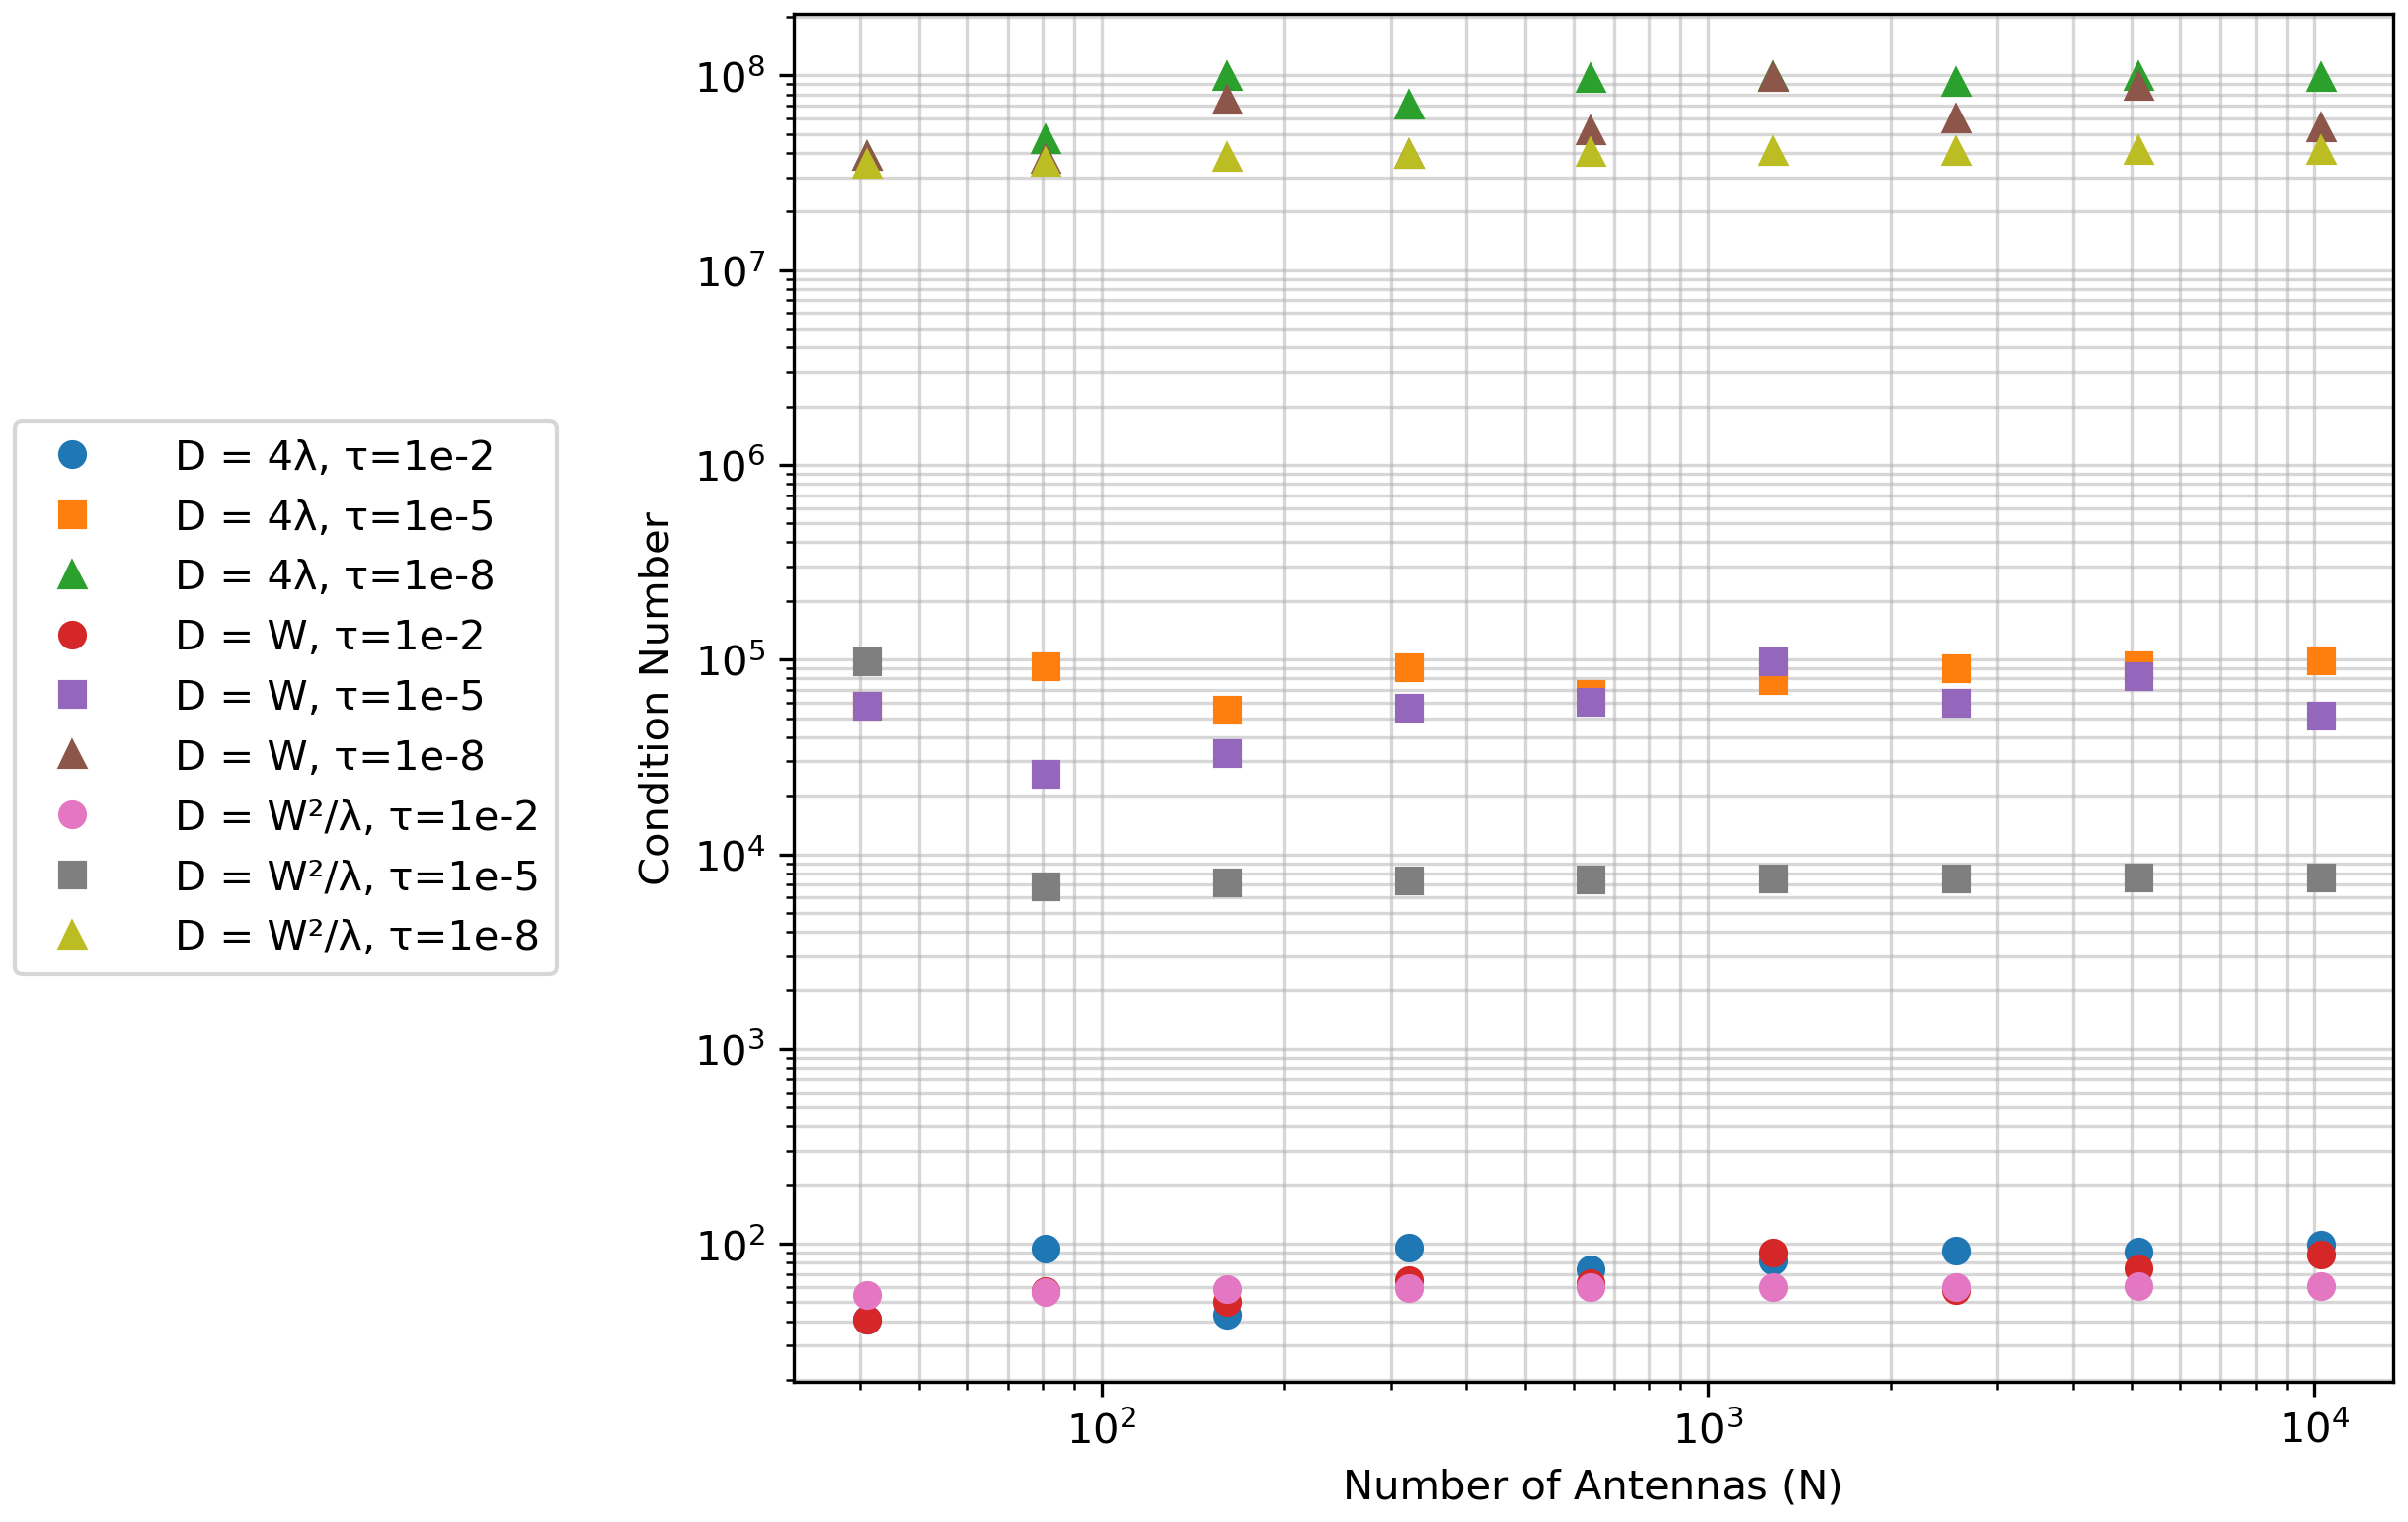 D = 4λ, τ=1e-2
D = 4λ, τ=1e-5
D = 4λ, τ=1e-8
D = W, τ=1e-2
D = W, τ=1e-5
D = W, τ=1e-8
D = W²/λ, τ=1e-2
D = W²/λ, τ=1e-5
D = W²/λ, τ=1e-8
Condition Number
10⁸
10⁷
10⁶
10⁵
10⁴
10³
10²
10² 10³ 10⁴
Number of Antennas (N)